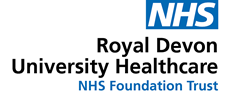 NHS
Royal Devon
University Healthcare
NHS Foundation Trust